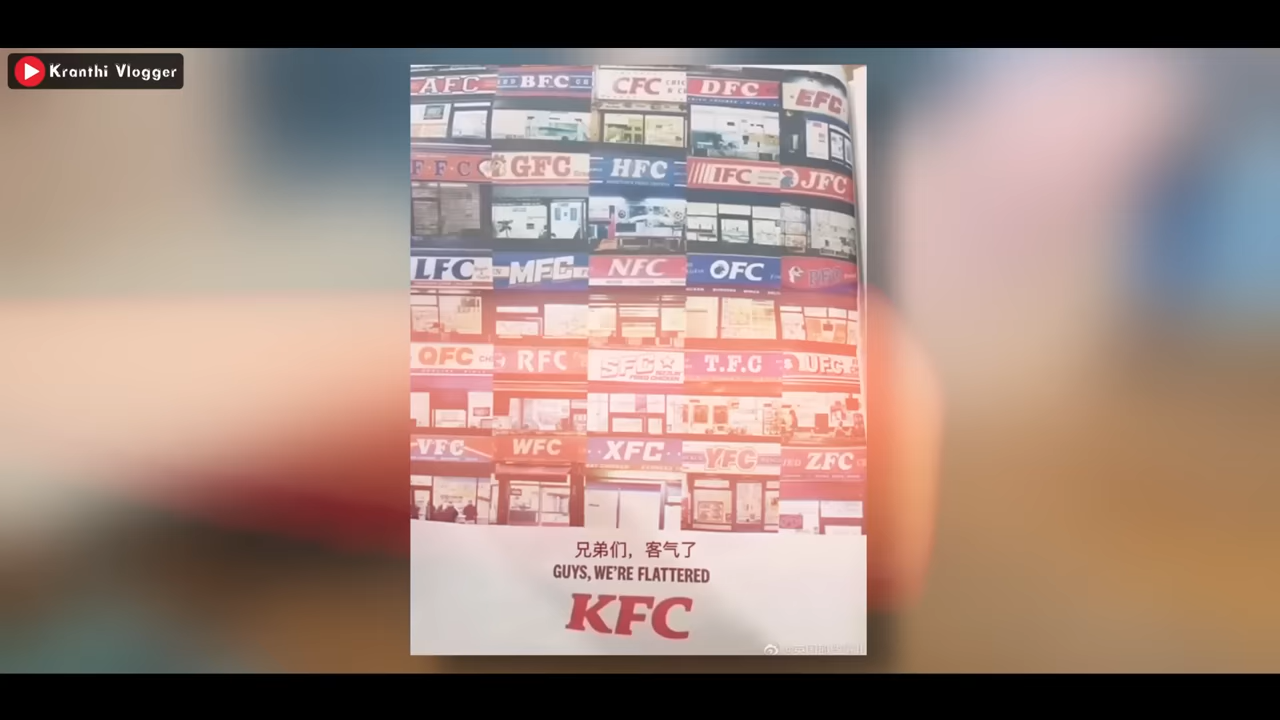 Kranthi Vlogger
AFC BFC CFC DFC EFC
FFC GFC HFC IFC JFC
LFC MFC NFC OFC PFC
QFC RFC SFC T.F.C UFC
VFC WFC XFC YFC ZFC
兄弟们，客气了
GUYS, WE'RE FLATTERED
KFC